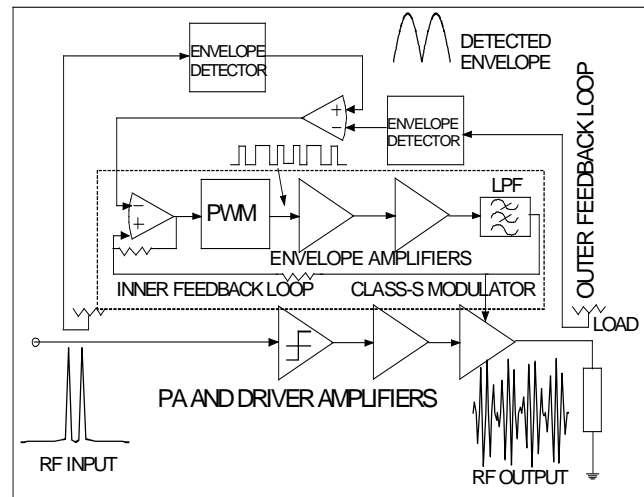 ENVELOPE
DETECTOR
DETECTED
ENVELOPE
+
−
ENVELOPE
DETECTOR
OUTER FEEDBACK LOOP
−
+
PWM
LPF
ENVELOPE AMPLIFIERS
INNER FEEDBACK LOOP
CLASS-S MODULATOR
LOAD
PA AND DRIVER AMPLIFIERS
RF INPUT
RF OUTPUT